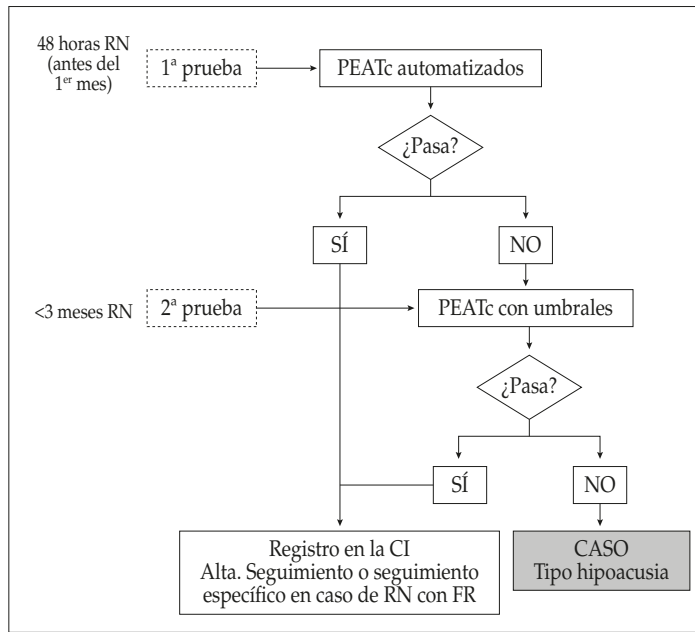 48 horas RN
(antes del
1er mes)
1ª prueba
PEATc automatizados
¿Pasa?
SÍ
NO
<3 meses RN
2ª prueba
PEATc con umbrales
¿Pasa?
SÍ
NO
Registro en la CI
Alta. Seguimiento o seguimiento
específico en caso de RN con FR
CASO
Tipo hipoacusia